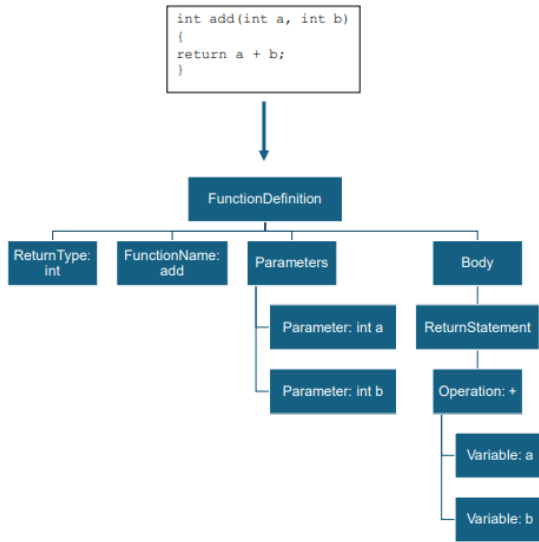 int add(int a, int b)
{
return a + b;
}
FunctionDefinition
ReturnType:
int
FunctionName:
add
Parameters
Body
Parameter: int a
ReturnStatement
Parameter: int b
Operation: +
Variable: a
Variable: b